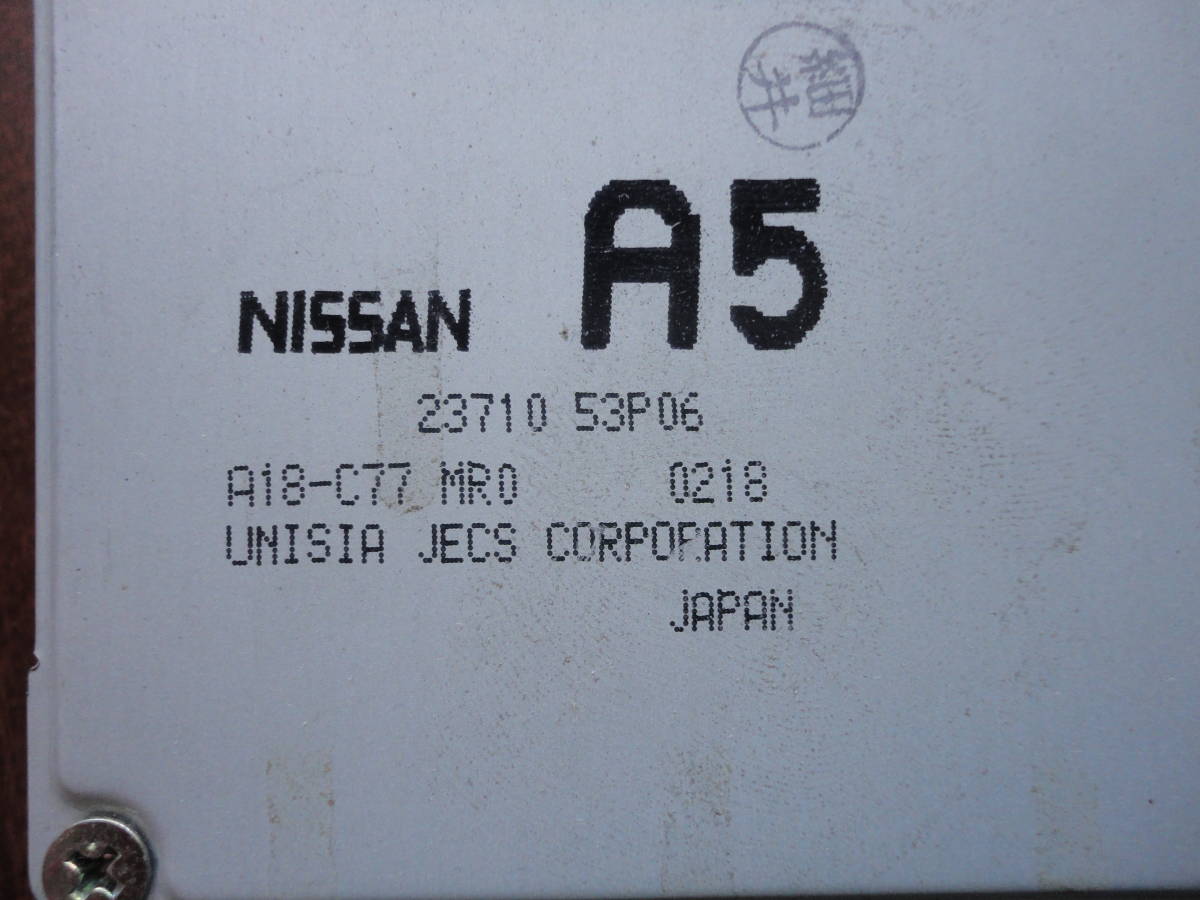 細井
A5
NISSAN
23710 53P06
A18-C77 MR0 0218
UNISIA JECS CORPORATION
JAPAN